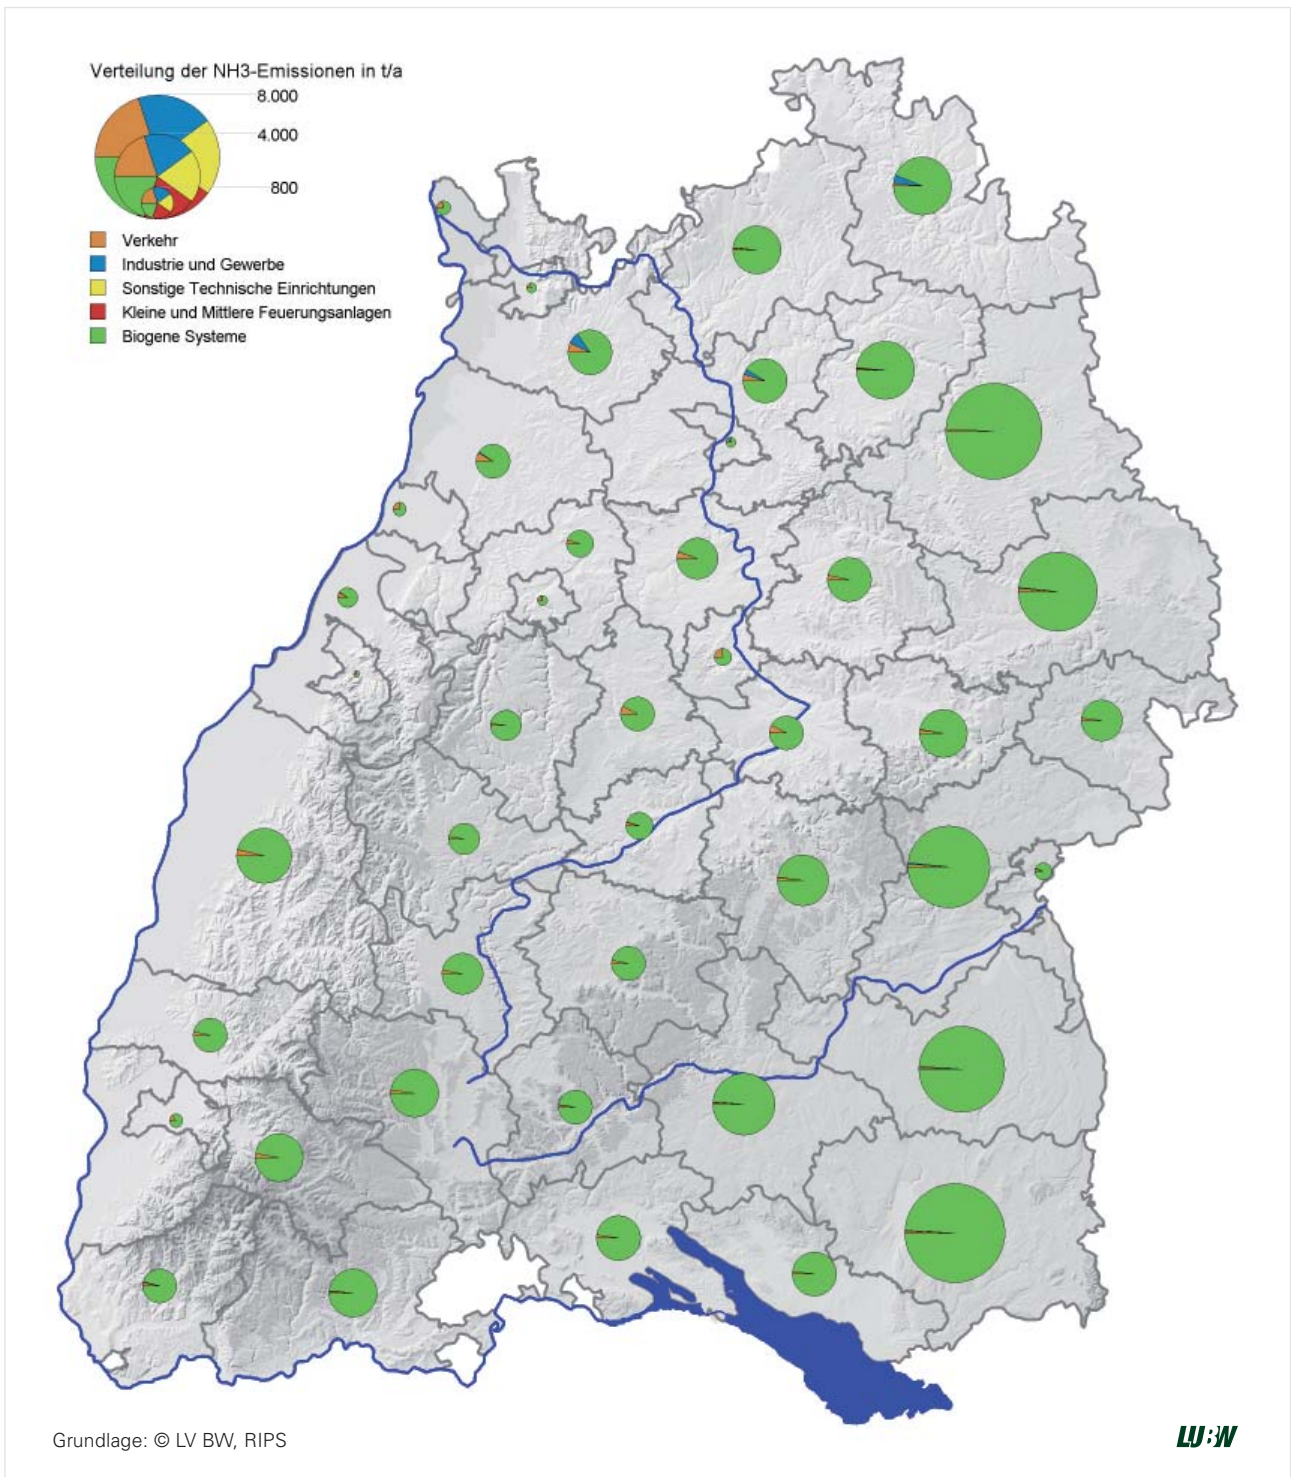 Verteilung der NH3-Emissionen in t/a
8.000
4.000
800
Verkehr
Industrie und Gewerbe
Sonstige Technische Einrichtungen
Kleine und Mittlere Feuerungsanlagen
Biogene Systeme
Grundlage: © LV BW, RIPS
LUBW